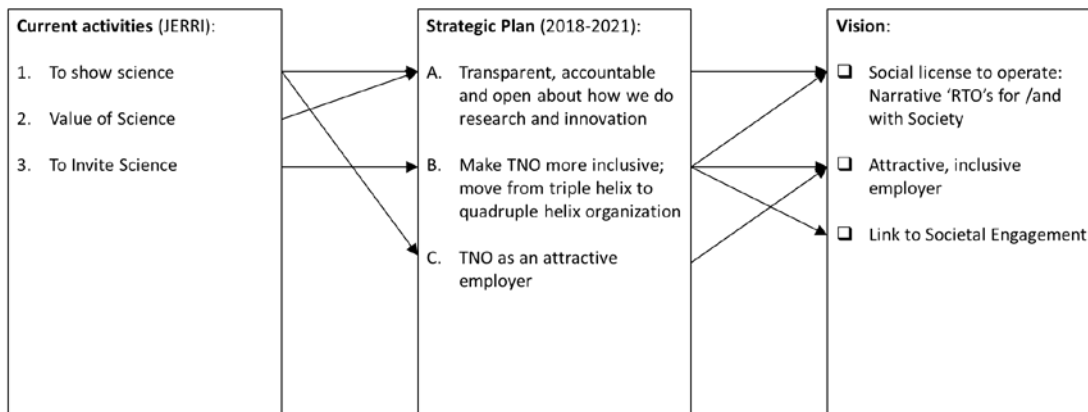 Current activities (JERRI):
1. To show science
2. Value of Science
3. To Invite Science
Strategic Plan (2018-2021):
A. Transparent, accountable
and open about how we do
research and innovation
B. Make TNO more inclusive;
move from triple helix to
quadruple helix organization
C. TNO as an attractive
employer
Vision:
❑ Social license to operate:
Narrative ‘RTO’s for /and
with Society
❑ Attractive, inclusive
employer
❑ Link to Societal Engagement